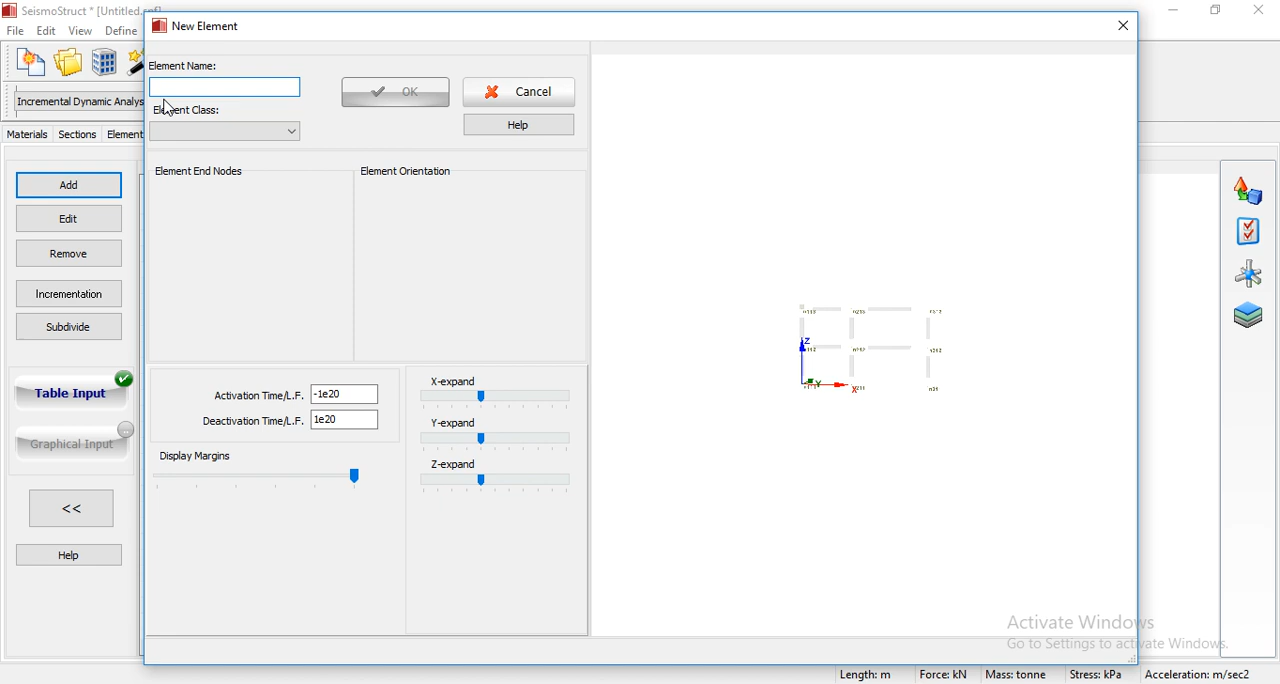 SeismoStruct * [Untitled.spf]
File Edit View Define
New Element
Element Name:
OK
Cancel
Help
Incremental Dynamic Analys
Element Class:
Materials Sections Element
Element End Nodes
Element Orientation
Add
Edit
Remove
Incrementation
Subdivide
Table Input
Graphical Input
<<
Help
Activation Time/L.F. -1e20
Deactivation Time/L.F. 1e20
Display Margins
X-expand
Y-expand
Z-expand
Z
Y
X
Activate Windows
Go to Settings to activate Windows.
Length: m Force: kN Mass: tonne Stress: kPa Acceleration: m/sec2